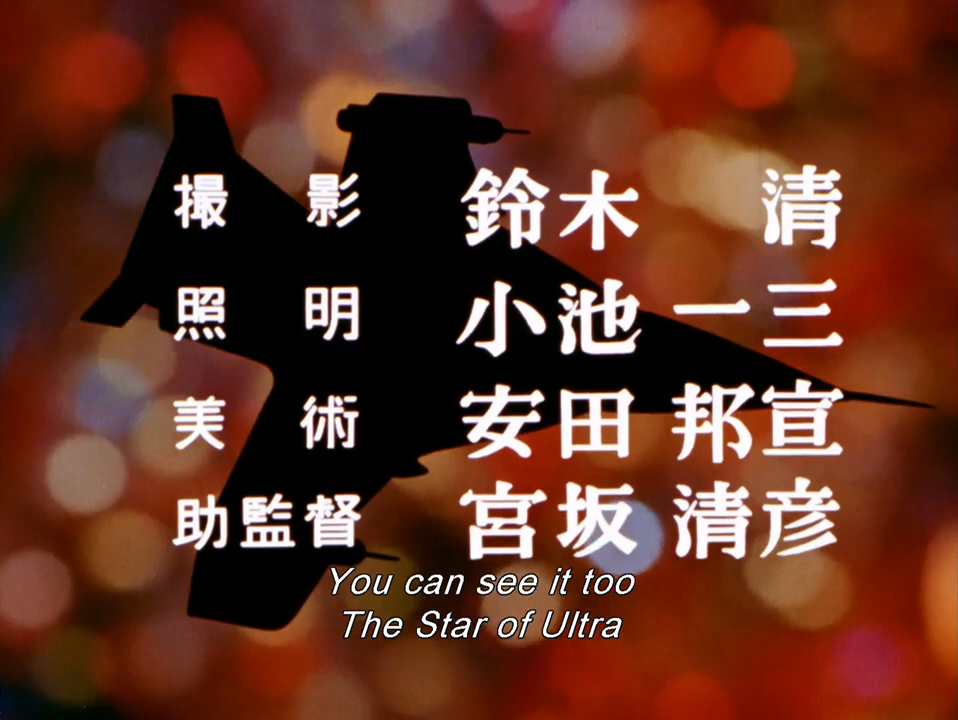 撮影 鈴木 清
照明 小池 一三
美術 安田 邦宣
助監督 宮坂 清彦
You can see it too
The Star of Ultra